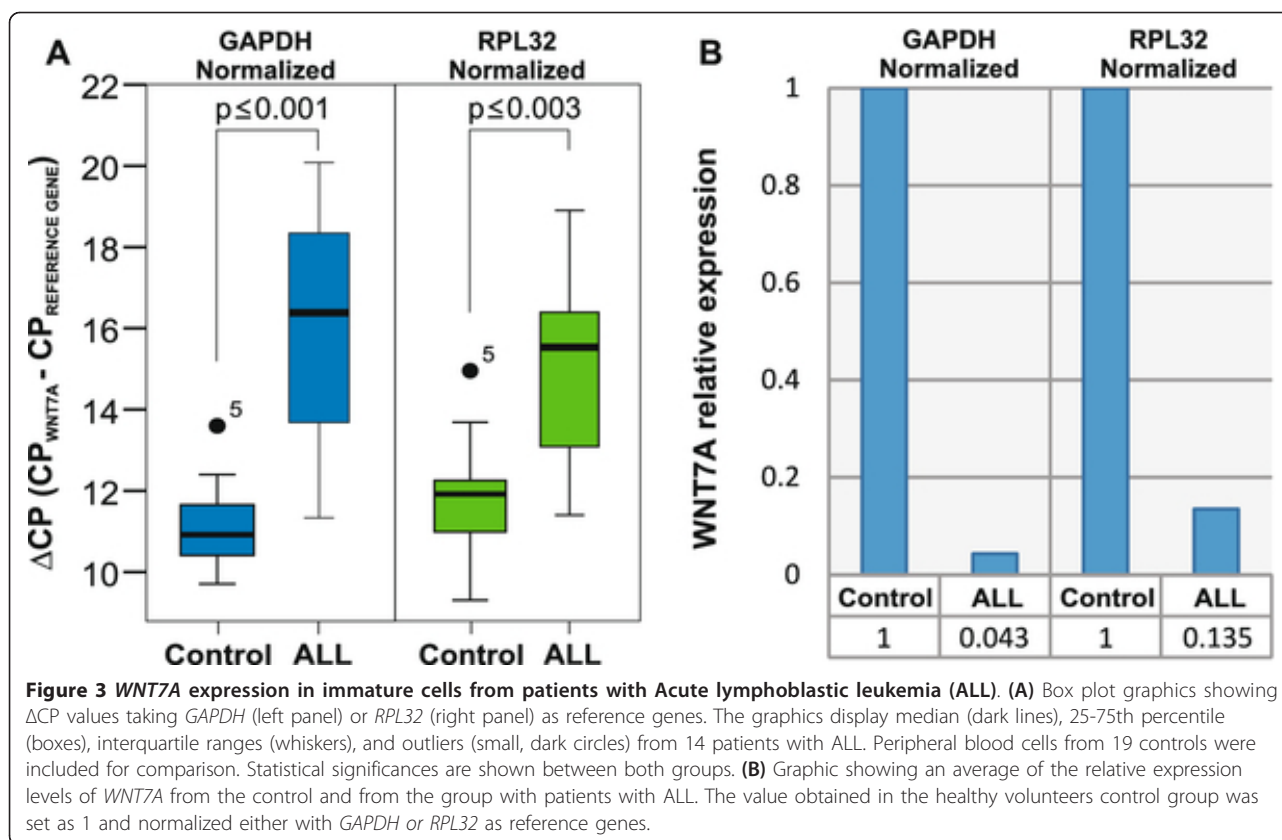 A
GAPDH Normalized
RPL32 Normalized
p≤0.001
p≤0.003
ΔCP (CP WNT7A - CP REFERENCE GENE)
22
20
18
16
14
12
10
5
5
Control ALL Control ALL
B
GAPDH Normalized
RPL32 Normalized
WNT7A relative expression
1
0.8
0.6
0.4
0.2
0
Control ALL Control ALL
1 0.043 1 0.135
Figure 3 WNT7A expression in immature cells from patients with Acute lymphoblastic leukemia (ALL). (A) Box plot graphics showing
ΔCP values taking GAPDH (left panel) or RPL32 (right panel) as reference genes. The graphics display median (dark lines), 25-75th percentile
(boxes), interquartile ranges (whiskers), and outliers (small, dark circles) from 14 patients with ALL. Peripheral blood cells from 19 controls were
included for comparison. Statistical significances are shown between both groups. (B) Graphic showing an average of the relative expression
levels of WNT7A from the control and from the group with patients with ALL. The value obtained in the healthy volunteers control group was
set as 1 and normalized either with GAPDH or RPL32 as reference genes.